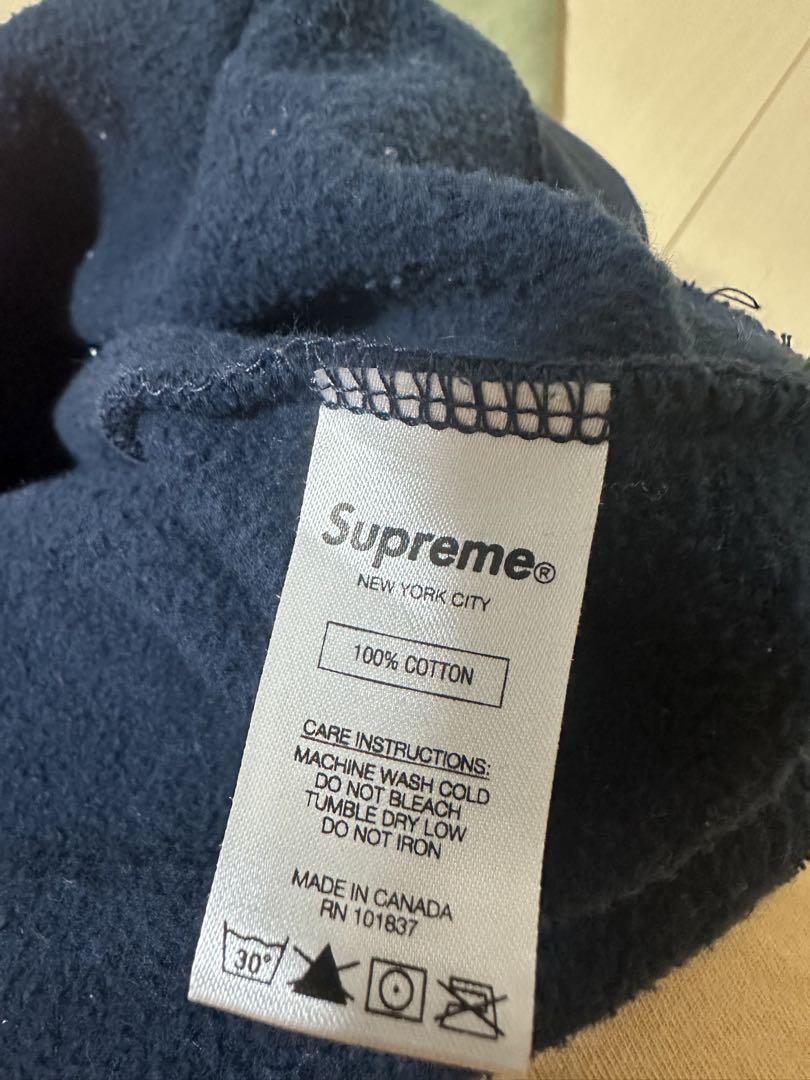 Supreme®
NEW YORK CITY
100% COTTON
CARE INSTRUCTIONS:
MACHINE WASH COLD
DO NOT BLEACH
TUMBLE DRY LOW
DO NOT IRON
MADE IN CANADA
RN 101837
30°